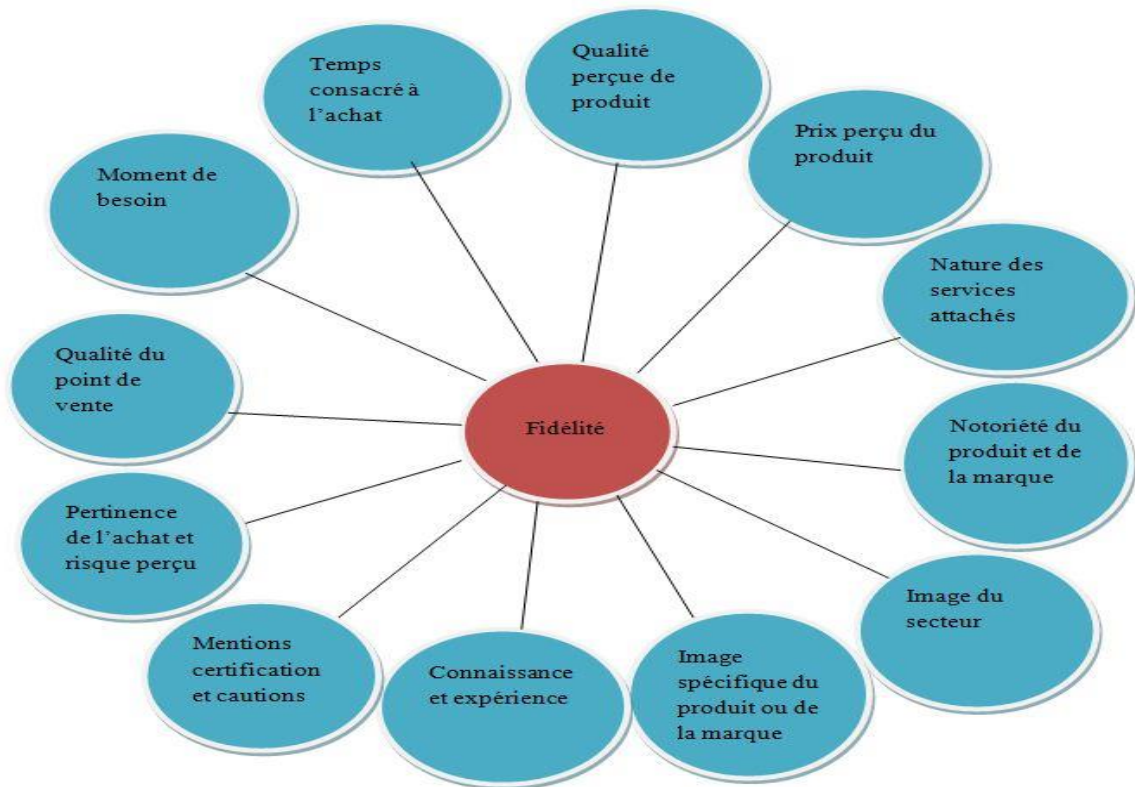 Temps
consacré à
l'achat
Qualité
perçue de
produit
Prix perçu du
produit
Nature des
services
attachés
Notoriété du
produit et de
la marque
Image du
secteur
Image
spécifique du
produit ou de
la marque
Connaissance
et expérience
Mentions
certification
et cautions
Pertinence
de l'achat et
risque perçu
Qualité du
point de
vente
Moment de
besoin
Fidélité